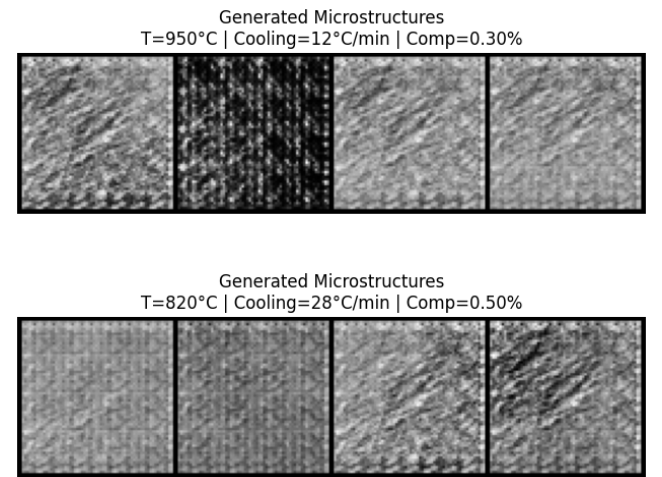 Generated Microstructures
T=950°C | Cooling=12°C/min | Comp=0.30%
Generated Microstructures
T=820°C | Cooling=28°C/min | Comp=0.50%